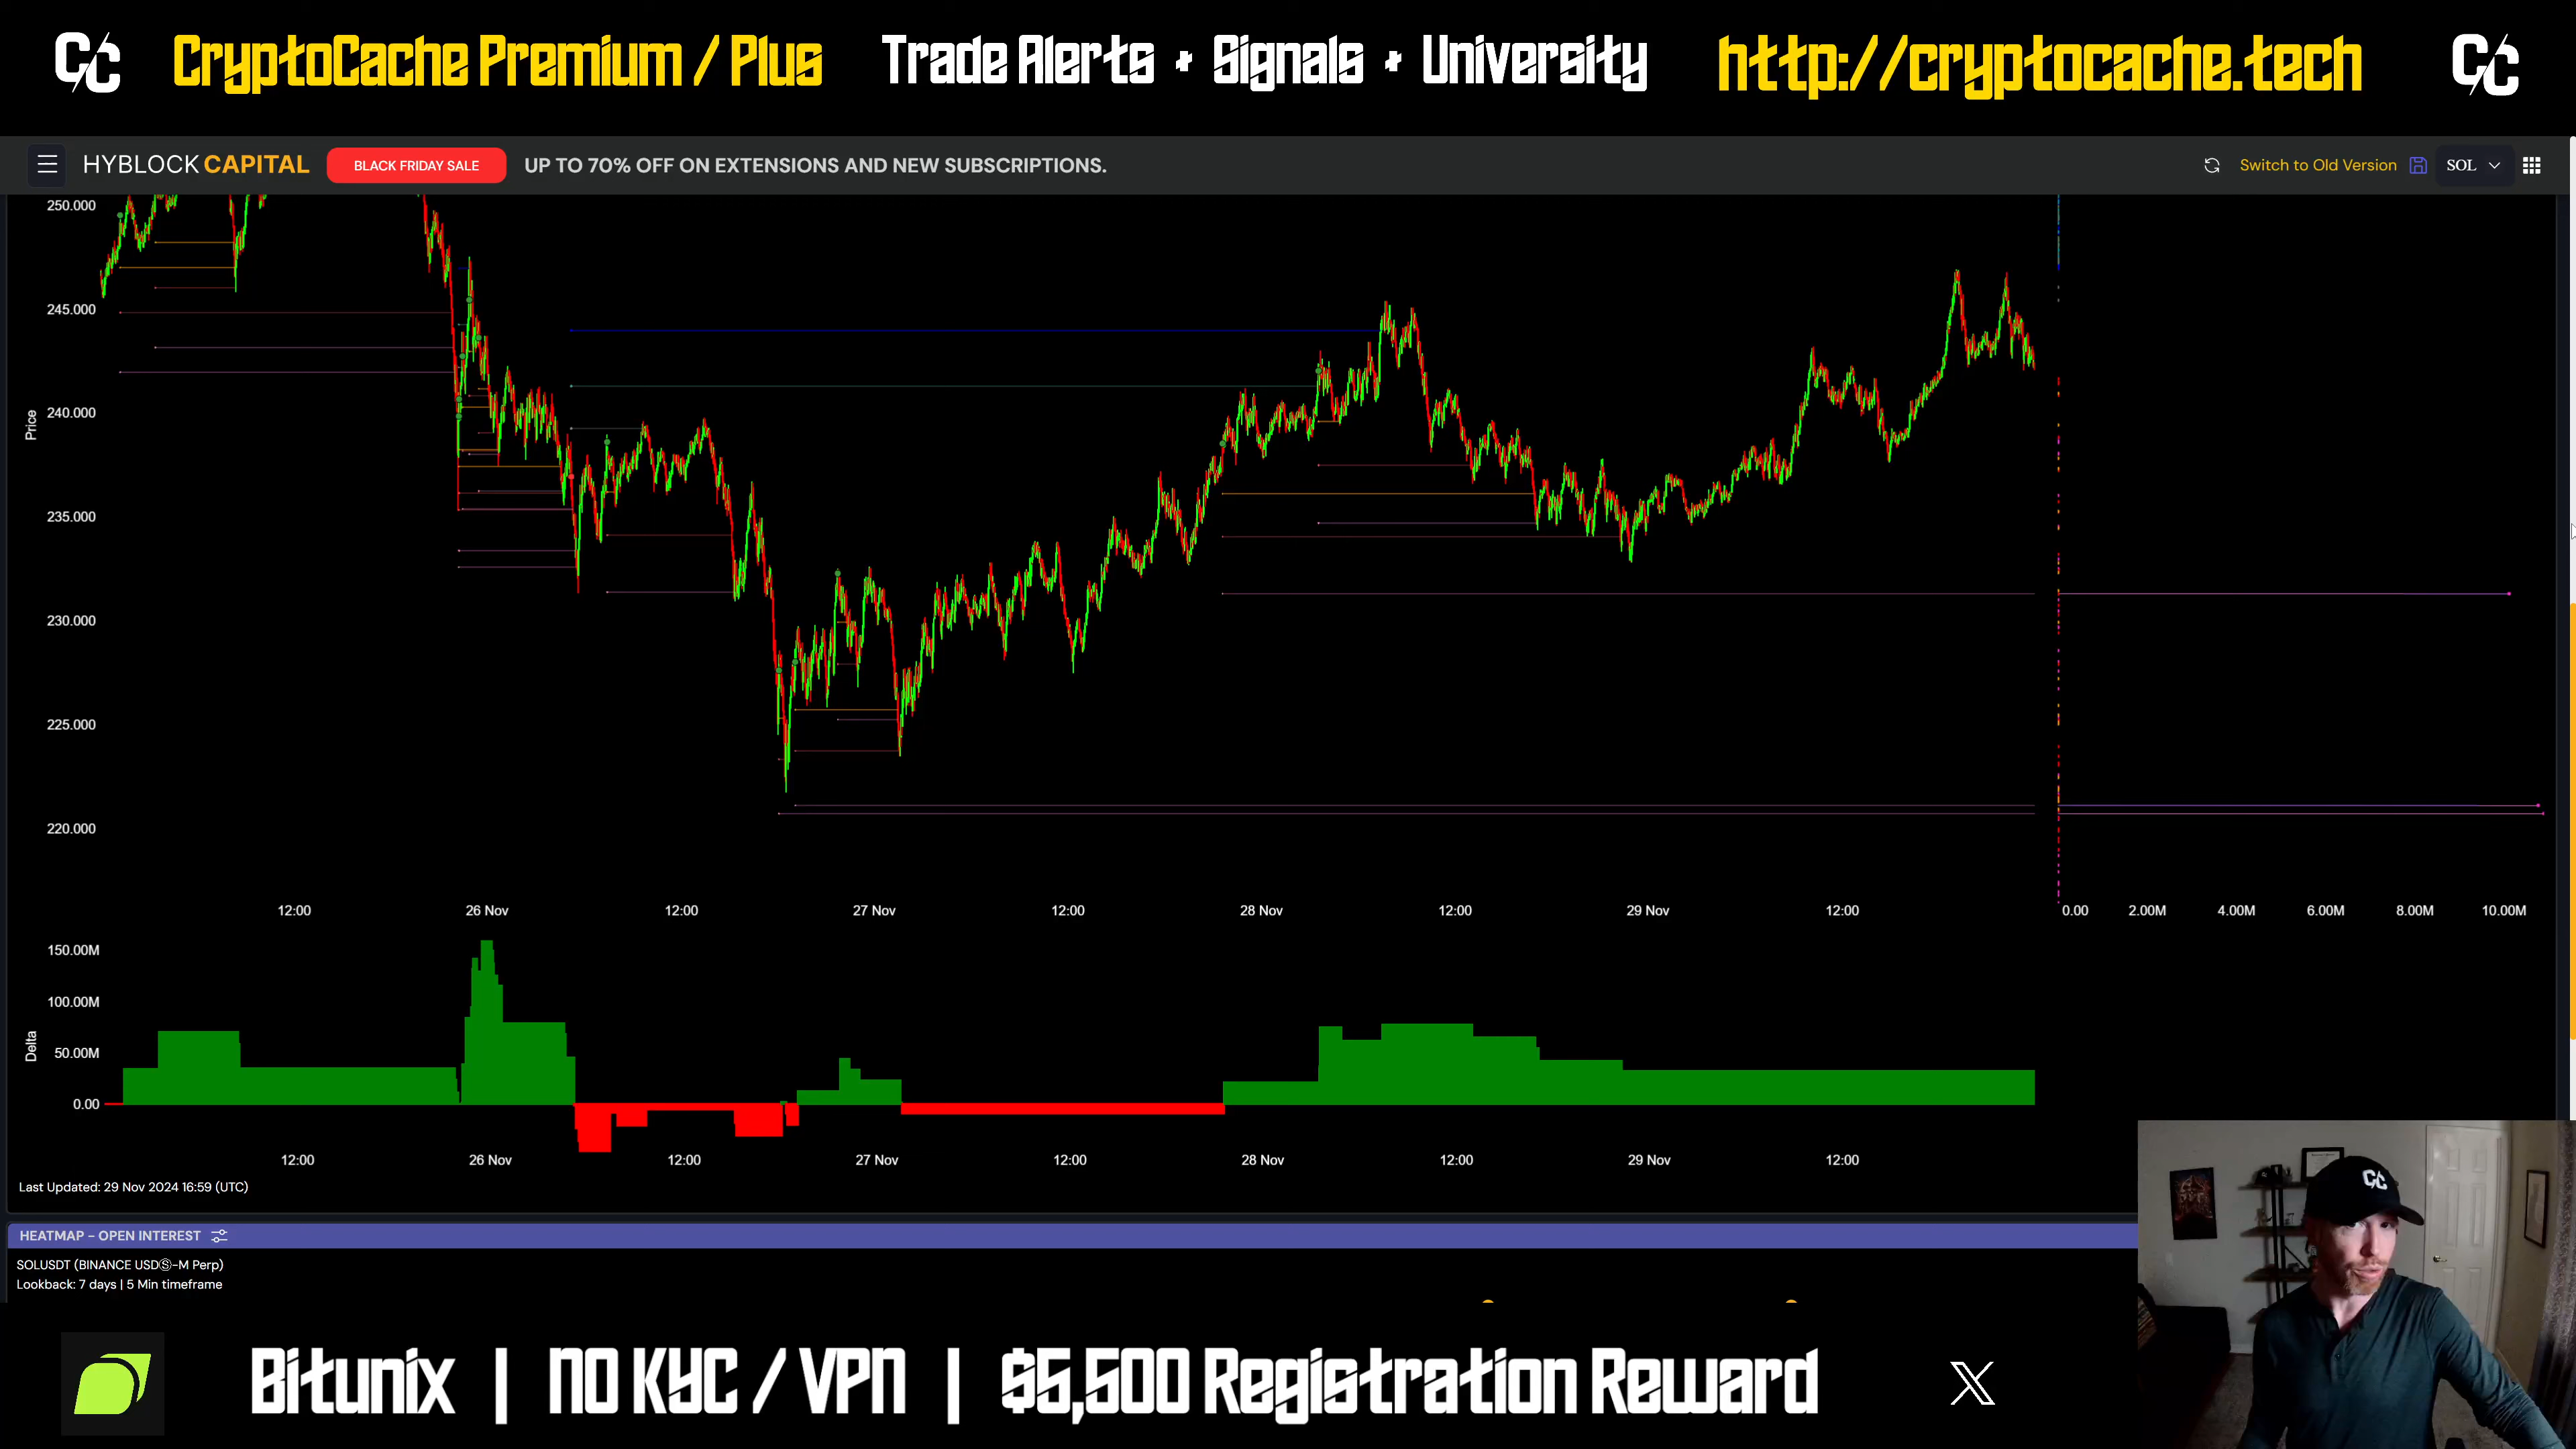 CryptoCache Premium / Plus Trade Alerts + Signals + University http://cryptocache.tech
HYBLOCK CAPITAL BLACK FRIDAY SALE UP TO 70% OFF ON EXTENSIONS AND NEW SUBSCRIPTIONS. Switch to Old Version SOL
250.000
245.000
240.000
Price
235.000
230.000
225.000
220.000
12:00 26 Nov 12:00 27 Nov 12:00 28 Nov 12:00 29 Nov 12:00 0.00 2.00M 4.00M 6.00M 8.00M 10.00M
150.00M
100.00M
Delta
50.00M
0.00
12:00 26 Nov 12:00 27 Nov 12:00 28 Nov 12:00 29 Nov 12:00
Last Updated: 29 Nov 2024 16:59 (UTC)
HEATMAP - OPEN INTEREST
SOLUSDT (BINANCE USDⓈ-M Perp)
Lookback: 7 days | 5 Min timeframe
Bitunix | NO KYC / VPN | $5,500 Registration Reward